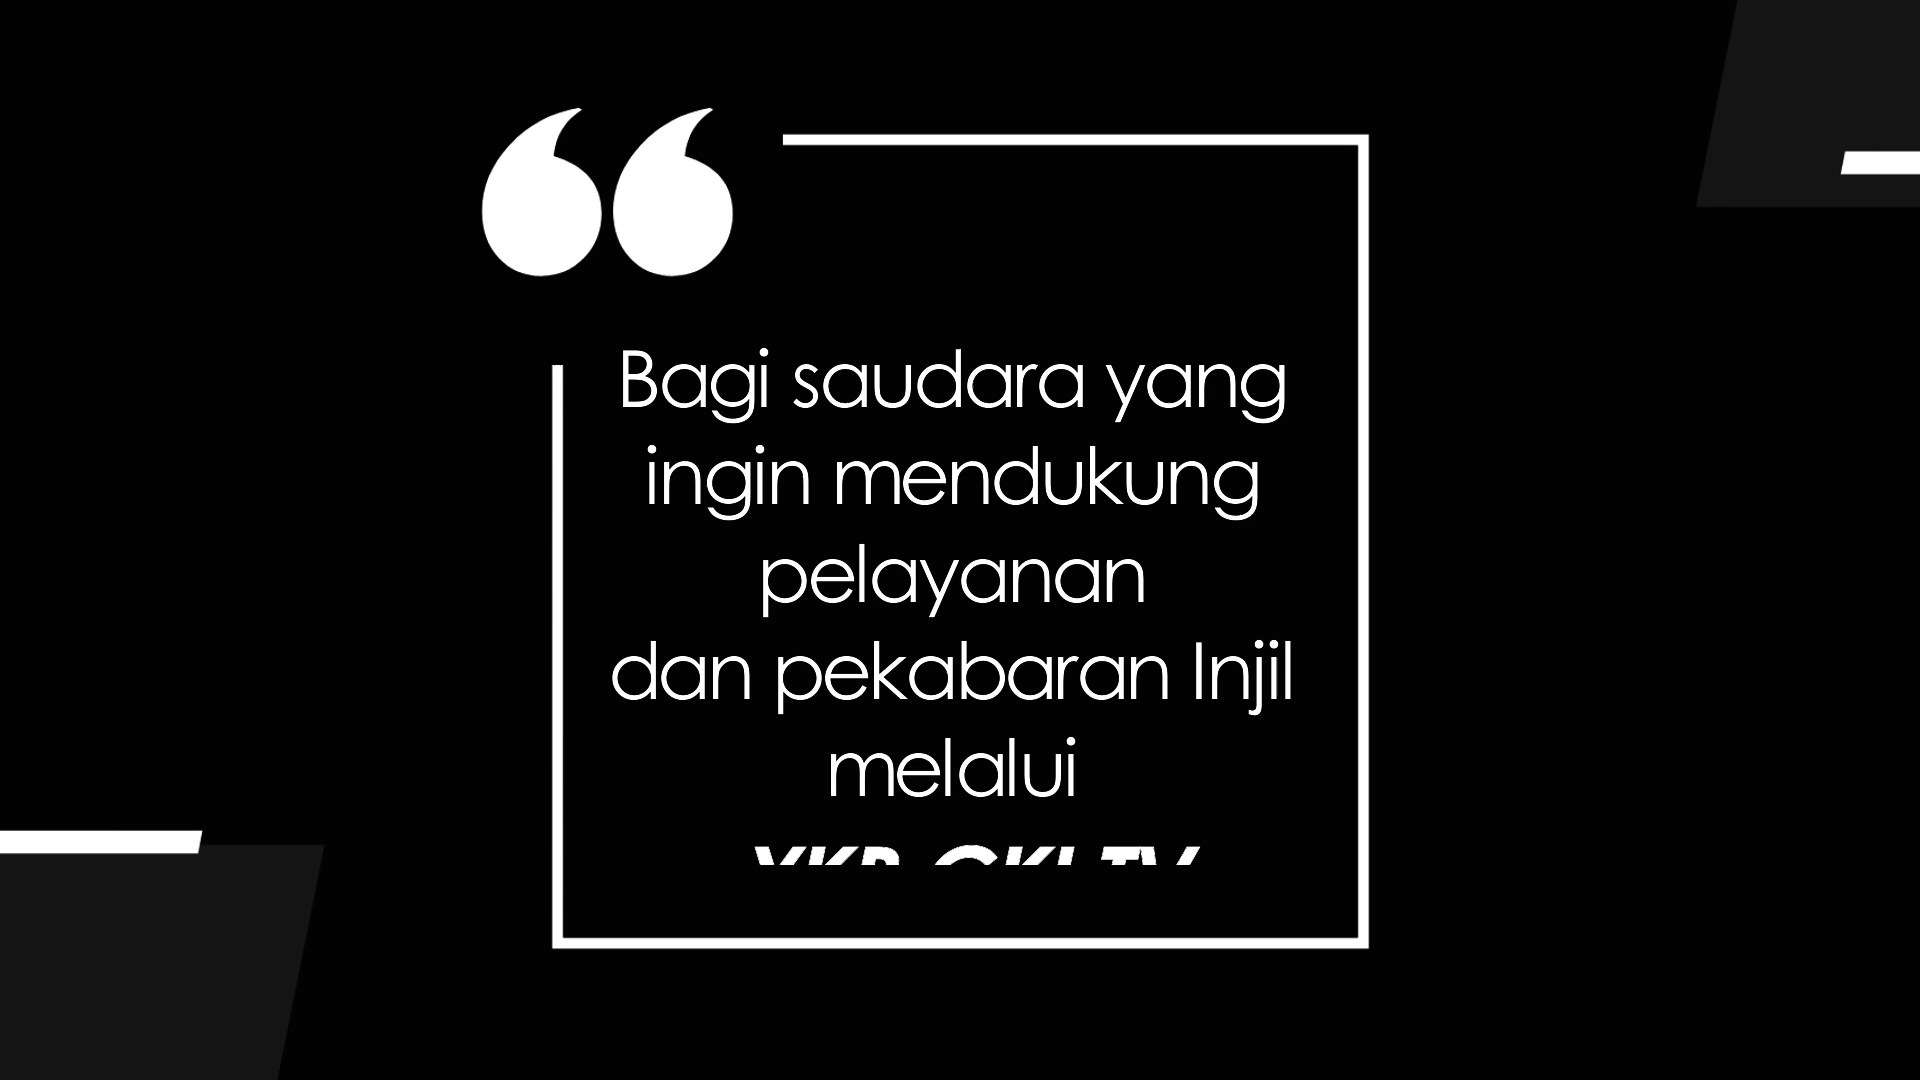 Bagi saudara yang
ingin mendukung
pelayanan
dan pekabaran Injil
melalui